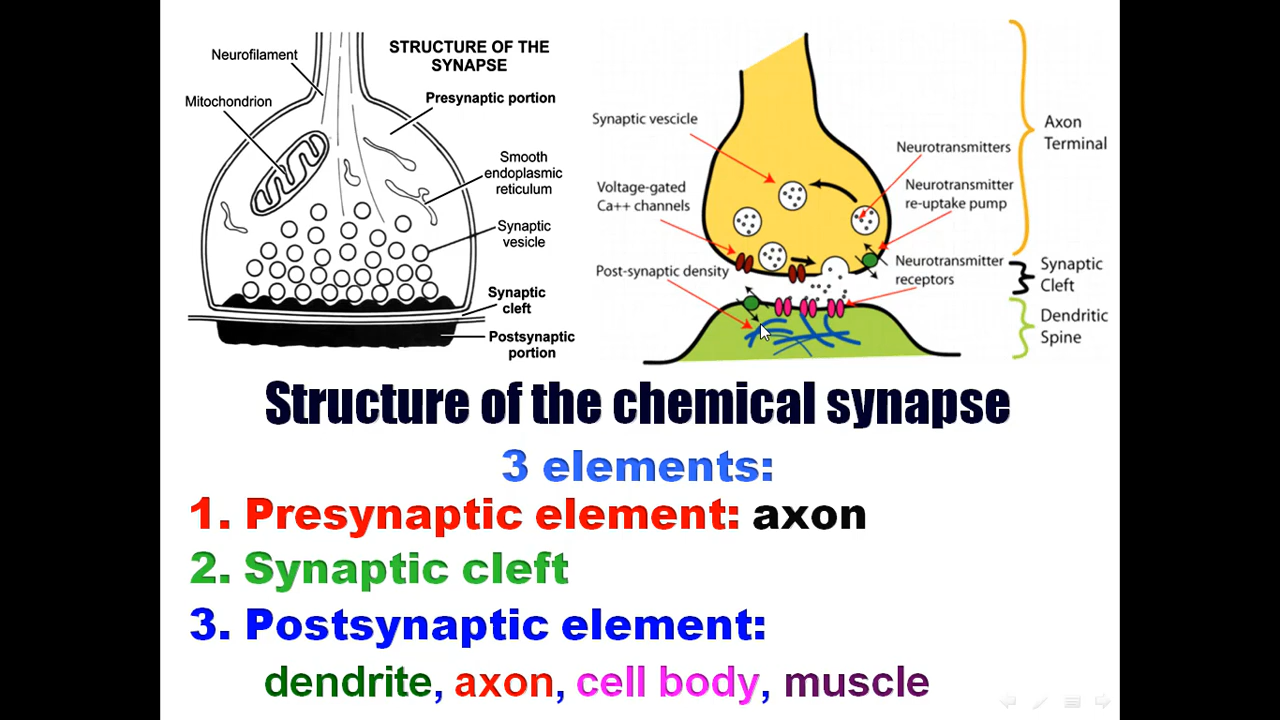 STRUCTURE OF THE
SYNAPSE
Neurofilament
Mitochondrion
Presynaptic portion
Smooth
endoplasmic
reticulum
Synaptic
vesicle
Synaptic
cleft
Postsynaptic
portion
Synaptic vescicle
Voltage-gated
Ca++ channels
Post-synaptic density
Neurotransmitters
Neurotransmitter
re-uptake pump
Neurotransmitter
receptors
Axon
Terminal
Synaptic
Cleft
Dendritic
Spine
Structure of the chemical synapse
3 elements:
1. Presynaptic element: axon
2. Synaptic cleft
3. Postsynaptic element:
dendrite, axon, cell body, muscle